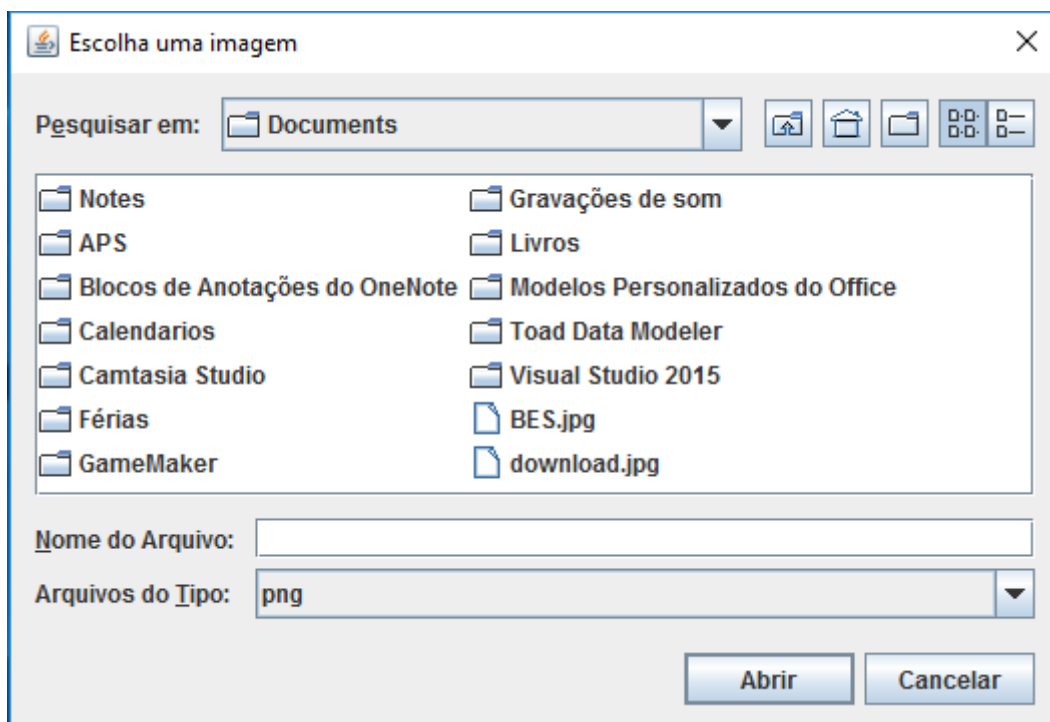 Escolha uma imagem
Pesquisar em: Documents
Notes
APS
Blocos de Anotações do OneNote
Calendarios
Camtasia Studio
Férias
GameMaker
Gravações de som
Livros
Modelos Personalizados do Office
Toad Data Modeler
Visual Studio 2015
BES.jpg
download.jpg
Nome do Arquivo:
Arquivos do Tipo: png
Abrir Cancelar